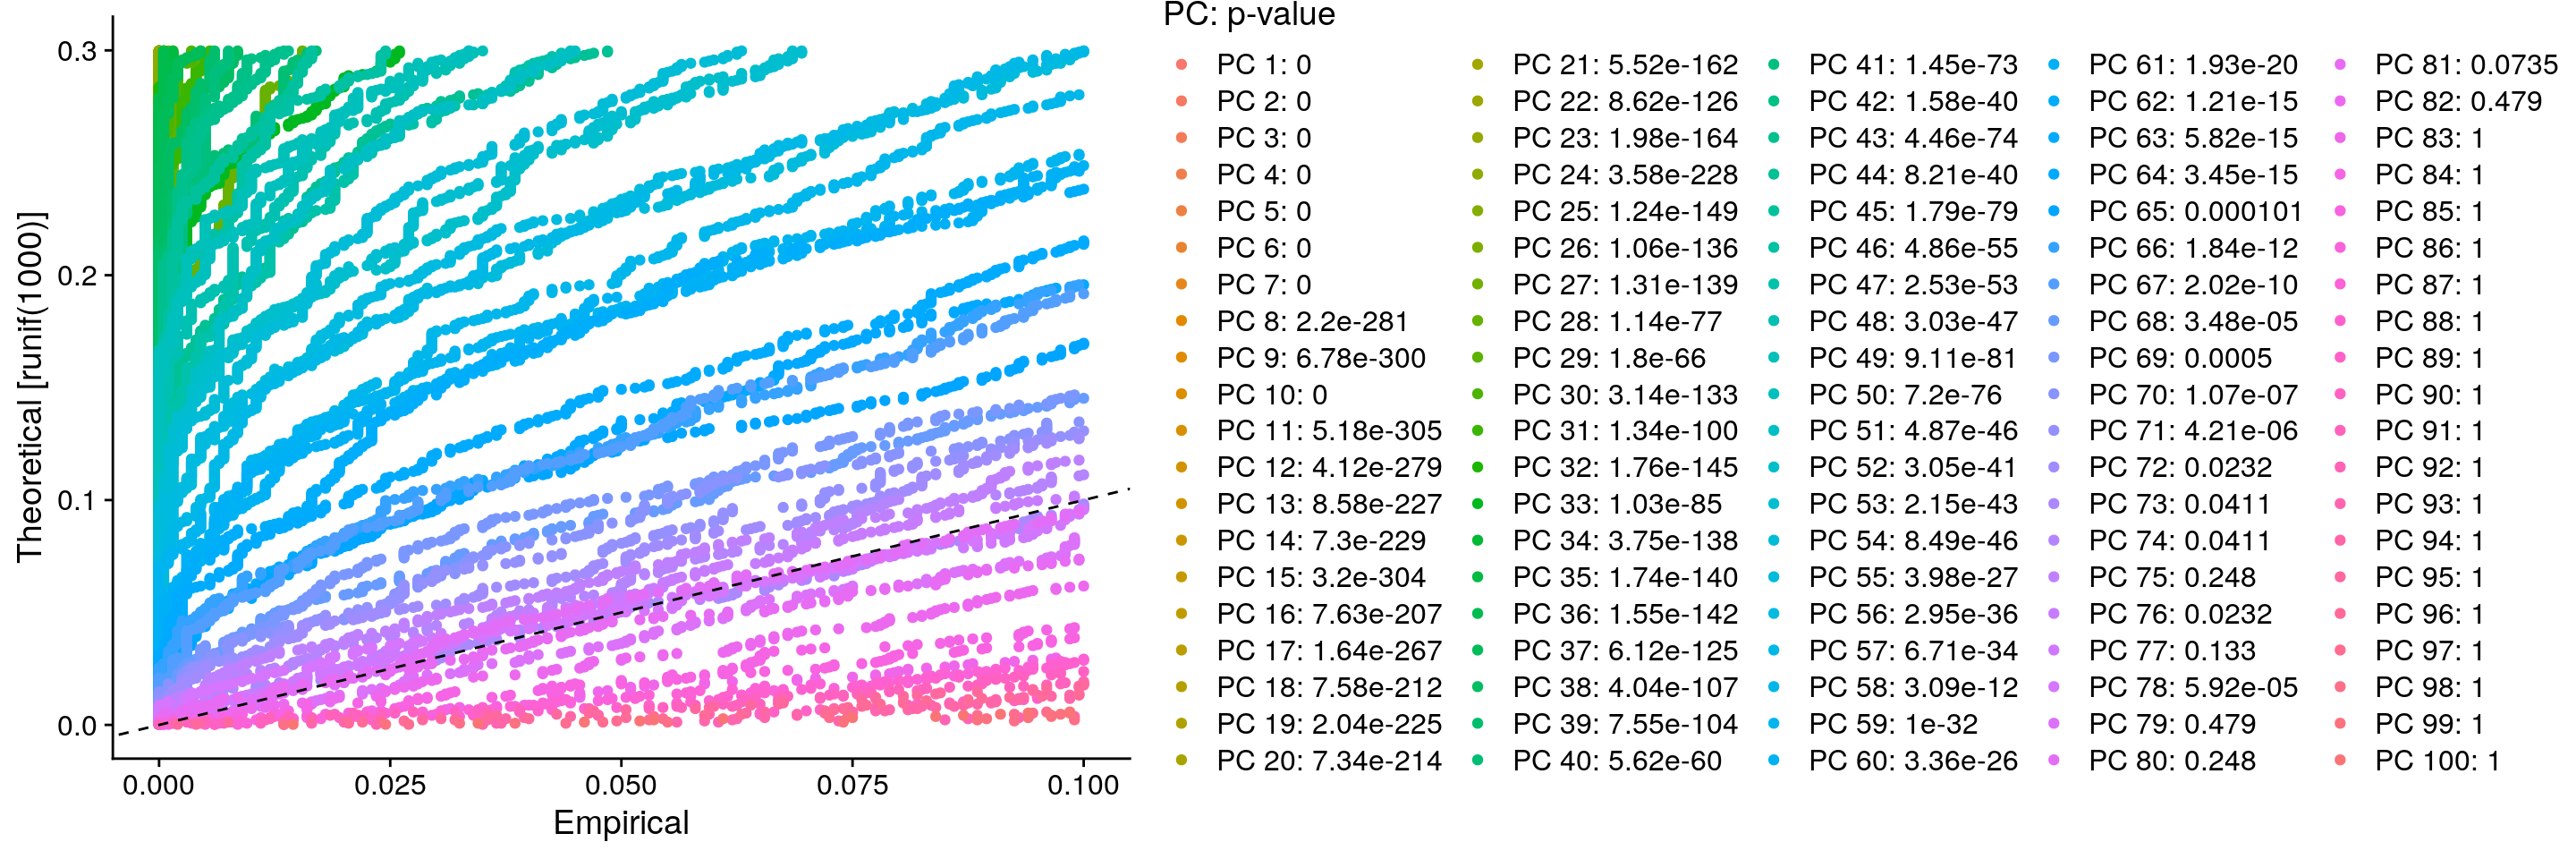 PC: p-value
Theoretical [runif(1000)]
0.3
0.2
0.1
0.0
0.000 0.025 0.050 0.075 0.100
Empirical
PC 1: 0
PC 2: 0
PC 3: 0
PC 4: 0
PC 5: 0
PC 6: 0
PC 7: 0
PC 8: 2.2e-281
PC 9: 6.78e-300
PC 10: 0
PC 11: 5.18e-305
PC 12: 4.12e-279
PC 13: 8.58e-227
PC 14: 7.3e-229
PC 15: 3.2e-304
PC 16: 7.63e-207
PC 17: 1.64e-267
PC 18: 7.58e-212
PC 19: 2.04e-225
PC 20: 7.34e-214
PC 21: 5.52e-162
PC 22: 8.62e-126
PC 23: 1.98e-164
PC 24: 3.58e-228
PC 25: 1.24e-149
PC 26: 1.06e-136
PC 27: 1.31e-139
PC 28: 1.14e-77
PC 29: 1.8e-66
PC 30: 3.14e-133
PC 31: 1.34e-100
PC 32: 1.76e-145
PC 33: 1.03e-85
PC 34: 3.75e-138
PC 35: 1.74e-140
PC 36: 1.55e-142
PC 37: 6.12e-125
PC 38: 4.04e-107
PC 39: 7.55e-104
PC 40: 5.62e-60
PC 41: 1.45e-73
PC 42: 1.58e-40
PC 43: 4.46e-74
PC 44: 8.21e-40
PC 45: 1.79e-79
PC 46: 4.86e-55
PC 47: 2.53e-53
PC 48: 3.03e-47
PC 49: 9.11e-81
PC 50: 7.2e-76
PC 51: 4.87e-46
PC 52: 3.05e-41
PC 53: 2.15e-43
PC 54: 8.49e-46
PC 55: 3.98e-27
PC 56: 2.95e-36
PC 57: 6.71e-34
PC 58: 3.09e-12
PC 59: 1e-32
PC 60: 3.36e-26
PC 61: 1.93e-20
PC 62: 1.21e-15
PC 63: 5.82e-15
PC 64: 3.45e-15
PC 65: 0.000101
PC 66: 1.84e-12
PC 67: 2.02e-10
PC 68: 3.48e-05
PC 69: 0.0005
PC 70: 1.07e-07
PC 71: 4.21e-06
PC 72: 0.0232
PC 73: 0.0411
PC 74: 0.0411
PC 75: 0.248
PC 76: 0.0232
PC 77: 0.133
PC 78: 5.92e-05
PC 79: 0.479
PC 80: 0.248
PC 81: 0.0735
PC 82: 0.479
PC 83: 1
PC 84: 1
PC 85: 1
PC 86: 1
PC 87: 1
PC 88: 1
PC 89: 1
PC 90: 1
PC 91: 1
PC 92: 1
PC 93: 1
PC 94: 1
PC 95: 1
PC 96: 1
PC 97: 1
PC 98: 1
PC 99: 1
PC 100: 1